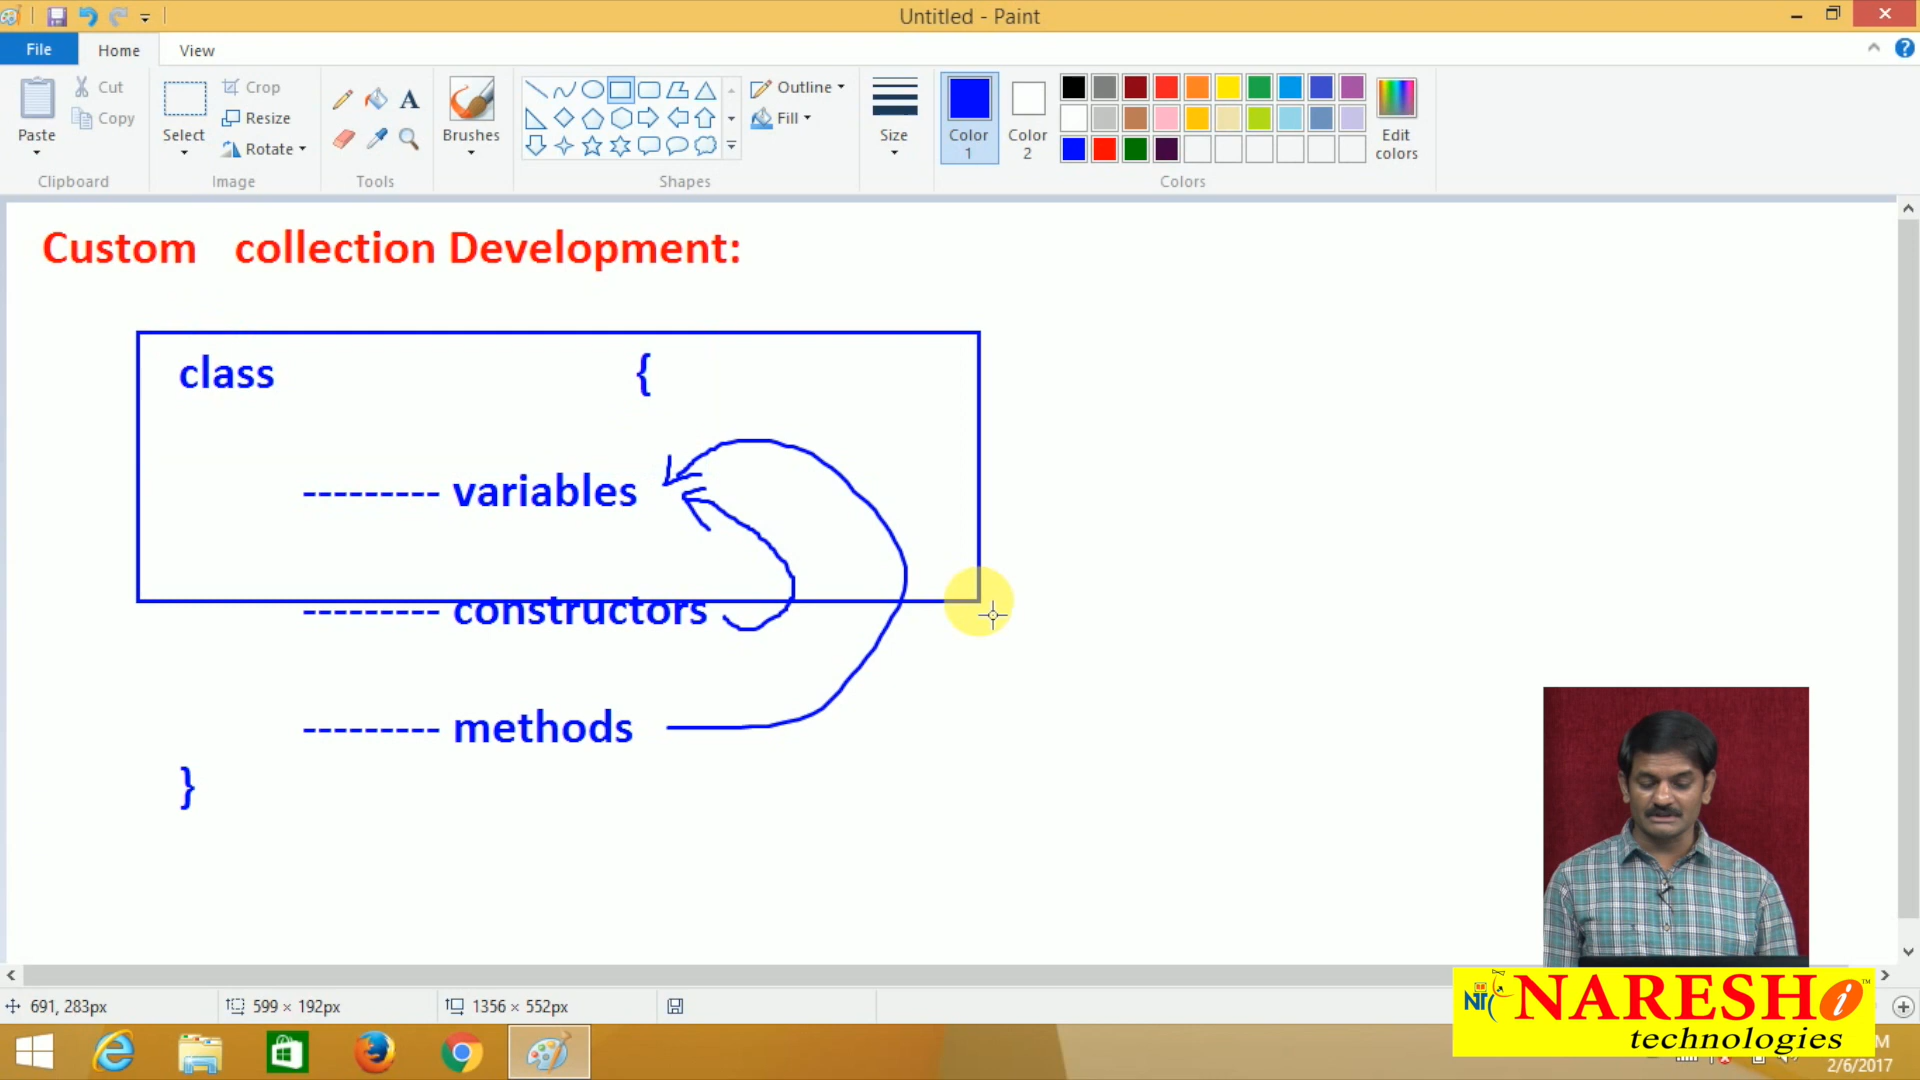 Untitled - Paint
File Home View
Paste
Cut
Copy
Clipboard
Select
Crop
Resize
Rotate
Image
Tools
Brushes
Shapes
Outline
Fill
Size
Color 1
Color 2
Edit colors
Colors
Custom collection Development:
class {
--------- variables
--------- constructors
--------- methods
}
691, 283px
599 × 192px
1356 × 552px
NARESH i
technologies
2/6/2017